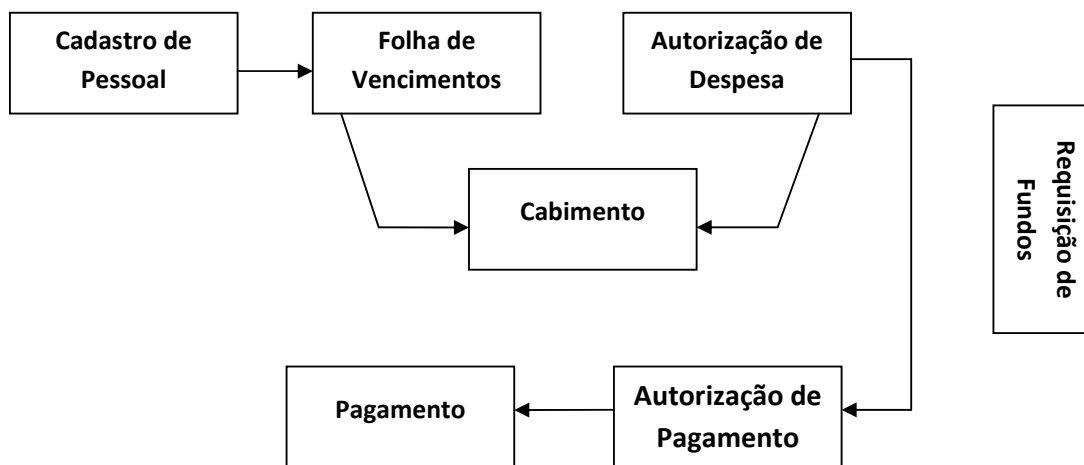 Cadastro de
Pessoal
Folha de
Vencimentos
Autorização de
Despesa
Requisição de
Fundos
Cabimento
Pagamento
Autorização de
Pagamento